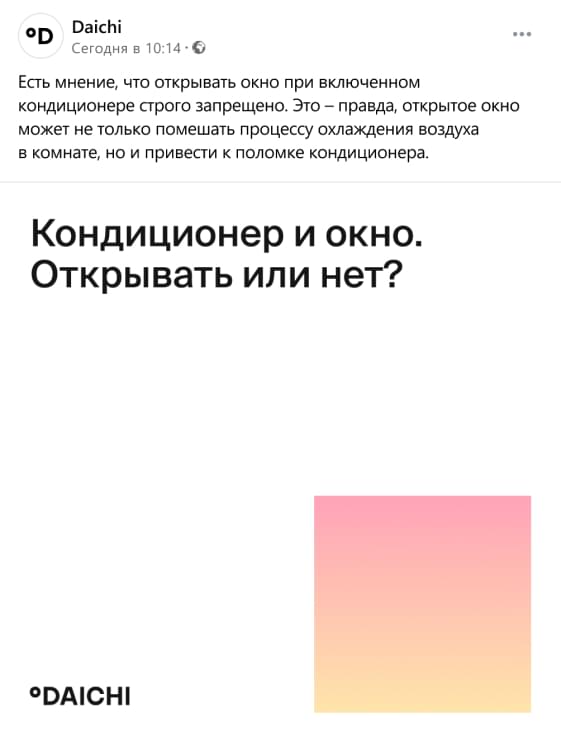 °D
Daichi
Сегодня в 10:14 ·
Есть мнение, что открывать окно при включенном
кондиционере строго запрещено. Это – правда, открытое окно
может не только помешать процессу охлаждения воздуха
в комнате, но и привести к поломке кондиционера.
Кондиционер и окно.
Открывать или нет?
°DAICHI